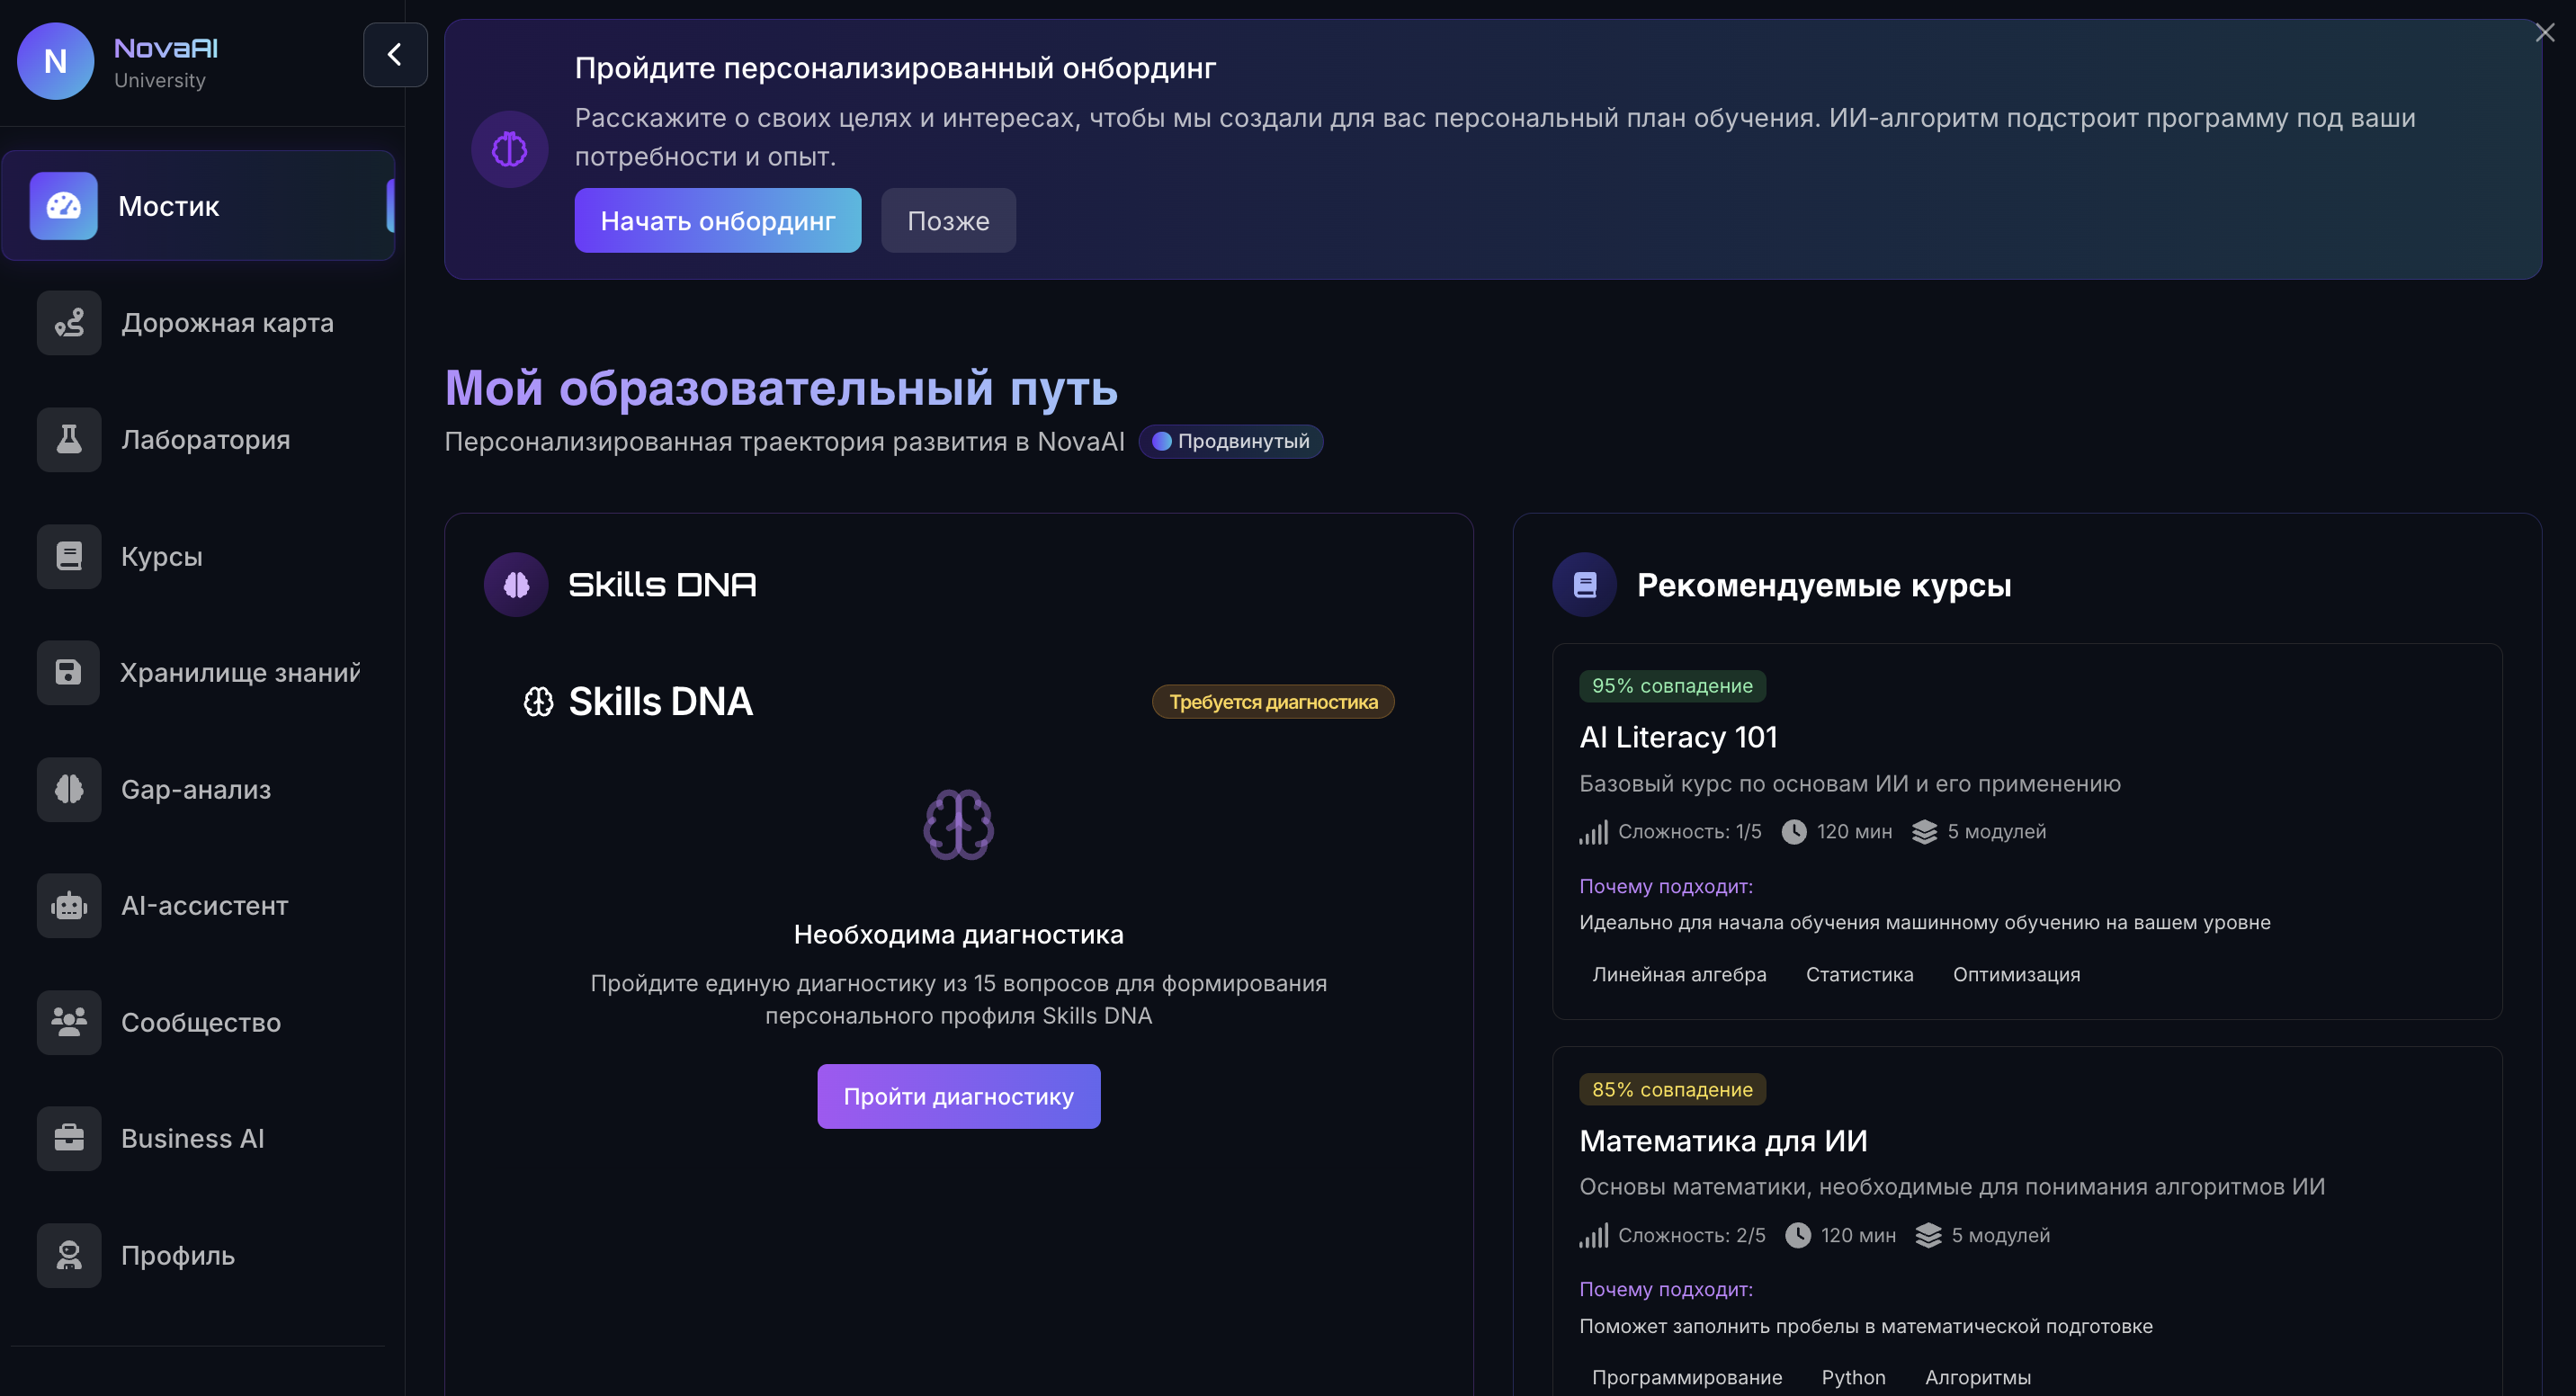 N
NovaAI
University
Мостик
Дорожная карта
Лаборатория
Курсы
Хранилище знаний
Gap-анализ
AI-ассистент
Сообщество
Business AI
Профиль
Пройдите персонализированный онбординг
Расскажите о своих целях и интересах, чтобы мы создали для вас персональный план обучения. ИИ-алгоритм подстроит программу под ваши
потребности и опыт.
Начать онбординг
Позже
Мой образовательный путь
Персонализированная траектория развития в NovaAI
Продвинутый
Skills DNA
Skills DNA
Требуется диагностика
Необходима диагностика
Пройдите единую диагностику из 15 вопросов для формирования
персонального профиля Skills DNA
Пройти диагностику
Рекомендуемые курсы
95% совпадение
AI Literacy 101
Базовый курс по основам ИИ и его применению
Сложность: 1/5 120 мин 5 модулей
Почему подходит:
Идеально для начала обучения машинному обучению на вашем уровне
Линейная алгебра Статистика Оптимизация
85% совпадение
Математика для ИИ
Основы математики, необходимые для понимания алгоритмов ИИ
Сложность: 2/5 120 мин 5 модулей
Почему подходит:
Поможет заполнить пробелы в математической подготовке
Программирование Python Алгоритмы